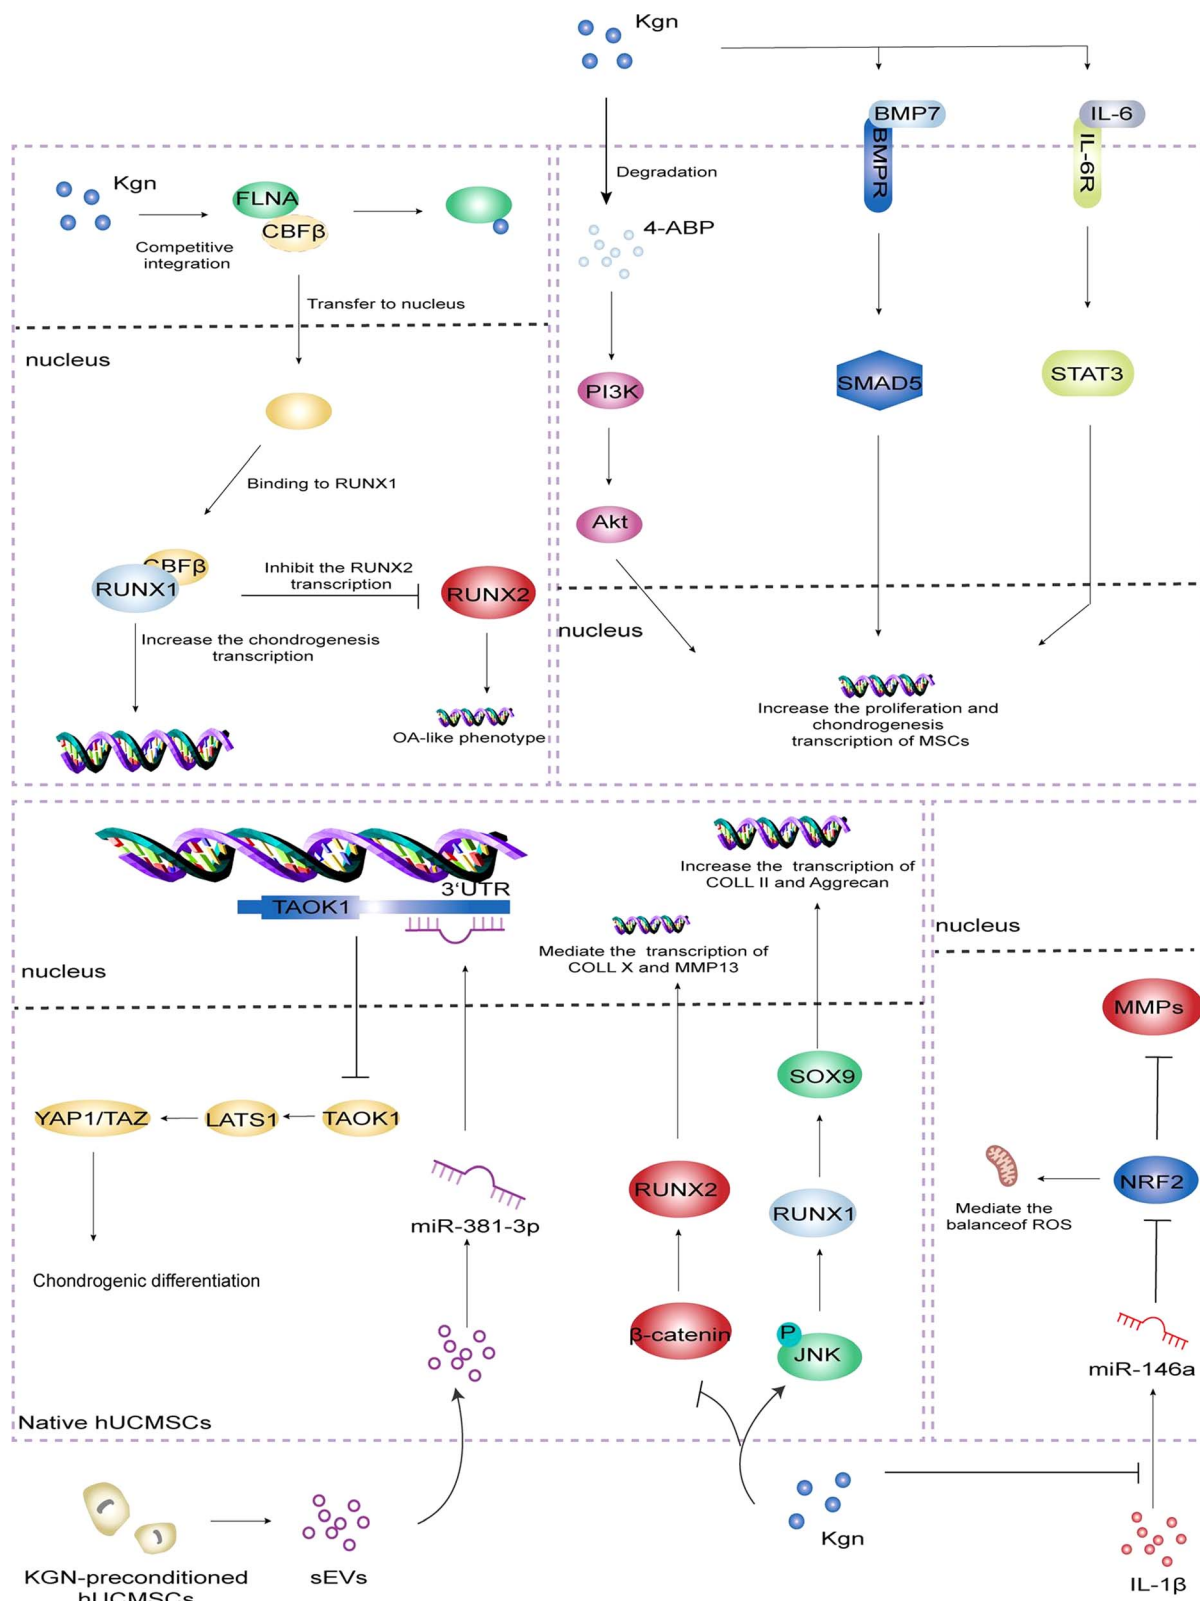 Kgn
BMP7
BMPR
IL-6
IL-6R
Degradation
4-ABP
PI3K
Akt
SMAD5
STAT3
nucleus
Increase the proliferation and
chondrogenesis
transcription of MSCs
Kgn
Competitive
integration
FLNA
CBFβ
Transfer to nucleus
nucleus
Binding to RUNX1
CBFβ
RUNX1
Inhibit the RUNX2
transcription
RUNX2
Increase the chondrogenesis
transcription
OA-like phenotype
3'UTR
TAOK1
nucleus
YAP1/TAZ
LATS1
TAOK1
Chondrogenic differentiation
miR-381-3p
Native hUCMSCs
KGN-preconditioned
hUCMSCs
sEVs
Increase the transcription of
COLL II and Aggrecan
Mediate the transcription of
COLL X and MMP13
SOX9
RUNX2
RUNX1
β-catenin
P
JNK
Kgn
nucleus
MMPs
NRF2
Mediate the
balanceof ROS
miR-146a
IL-1β